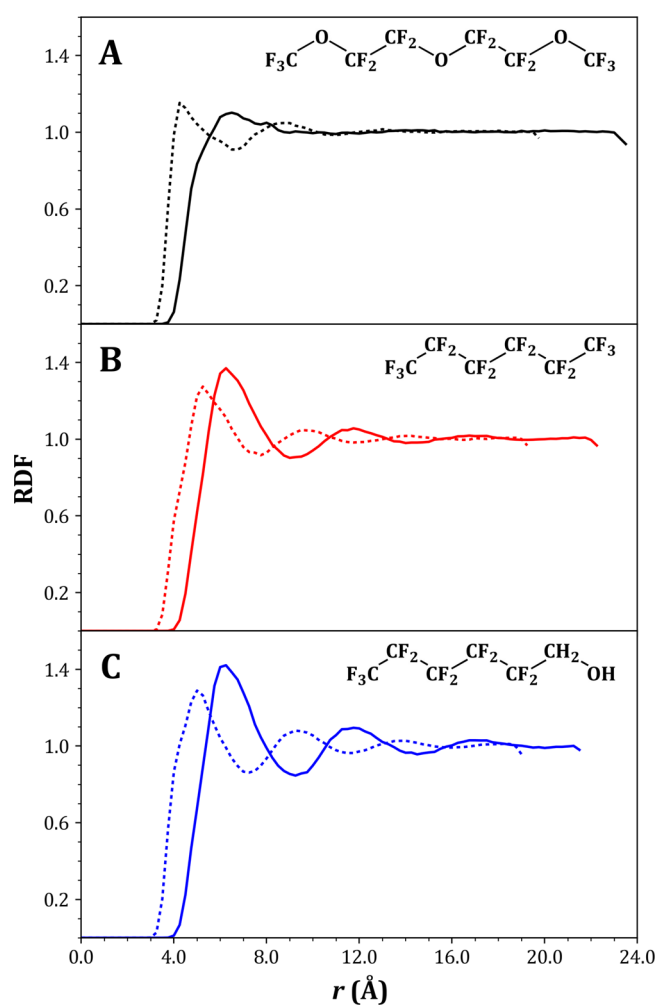 A
F₃C O CF₂ CF₂ O CF₂ CF₂ O CF₃
1.4
1.0
0.6
0.2
B
F₃C CF₂ CF₂ CF₂ CF₂ CF₃
1.4
1.0
0.6
0.2
RDF
C
F₃C CF₂ CF₂ CF₂ CF₂ CH₂ OH
1.4
1.0
0.6
0.2
0.0 4.0 8.0 12.0 16.0 20.0 24.0
r (Å)